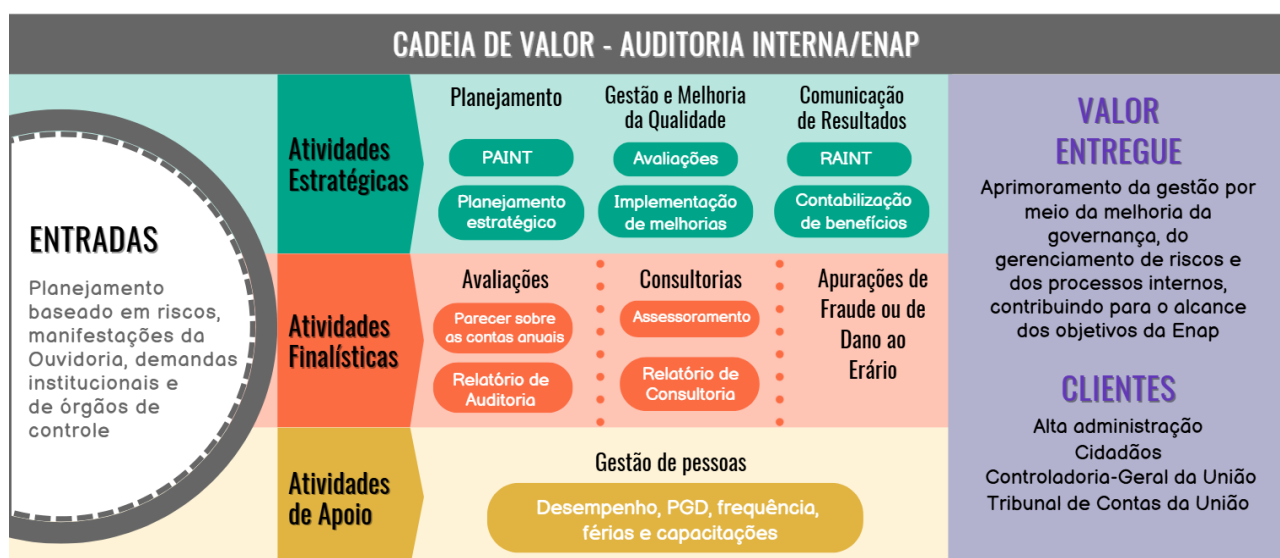 CADEIA DE VALOR - AUDITORIA INTERNA/ENAP
ENTRADAS
Planejamento
baseado em riscos,
manifestações da
Ouvidoria, demandas
institucionais e
de órgãos de
controle
Atividades
Estratégicas
Planejamento
PAINT
Planejamento
estratégico
Gestão e Melhoria
da Qualidade
Avaliações
Implementação
de melhorias
Comunicação
de Resultados
RAINT
Contabilização
de benefícios
Atividades
Finalísticas
Avaliações
Parecer sobre
as contas anuais
Relatório de
Auditoria
Consultorias
Assessoramento
Relatório de
Consultoria
Apurações de
Fraude ou de
Dano ao
Erário
Atividades
de Apoio
Gestão de pessoas
Desempenho, PGD, frequência,
férias e capacitações
VALOR
ENTREGUE
Aprimoramento da gestão por
meio da melhoria da
governança, do
gerenciamento de riscos e
dos processos internos,
contribuindo para o alcance
dos objetivos da Enap
CLIENTES
Alta administração
Cidadãos
Controladoria-Geral da União
Tribunal de Contas da União